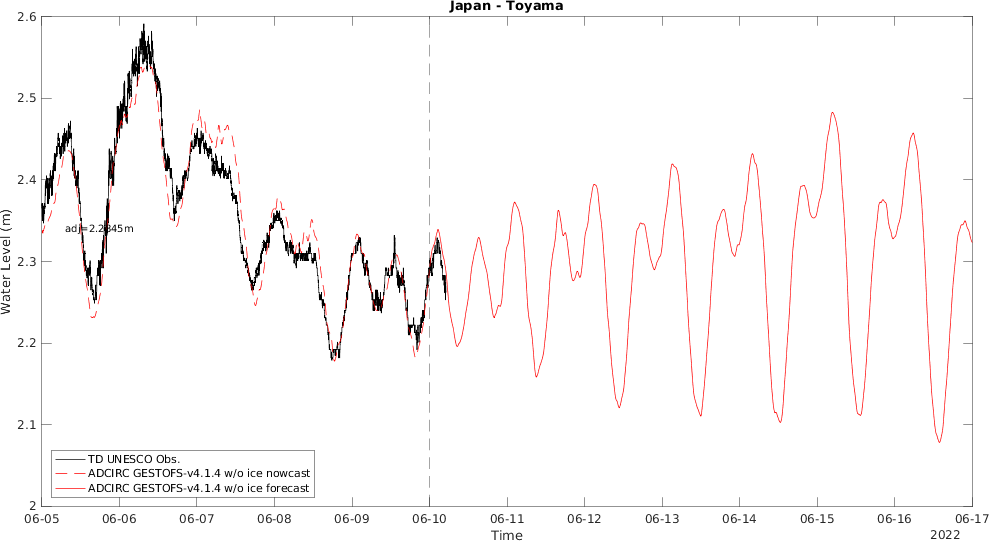 Japan - Toyama
2.6
2.5
2.4
2.3
2.2
2.1
2
Water Level (m)
adj=2.2845m
TD UNESCO Obs.
ADCIRC GESTOFS-v4.1.4 w/o ice nowcast
ADCIRC GESTOFS-v4.1.4 w/o ice forecast
06-05 06-06 06-07 06-08 06-09 06-10 06-11 06-12 06-13 06-14 06-15 06-16 06-17
Time
2022